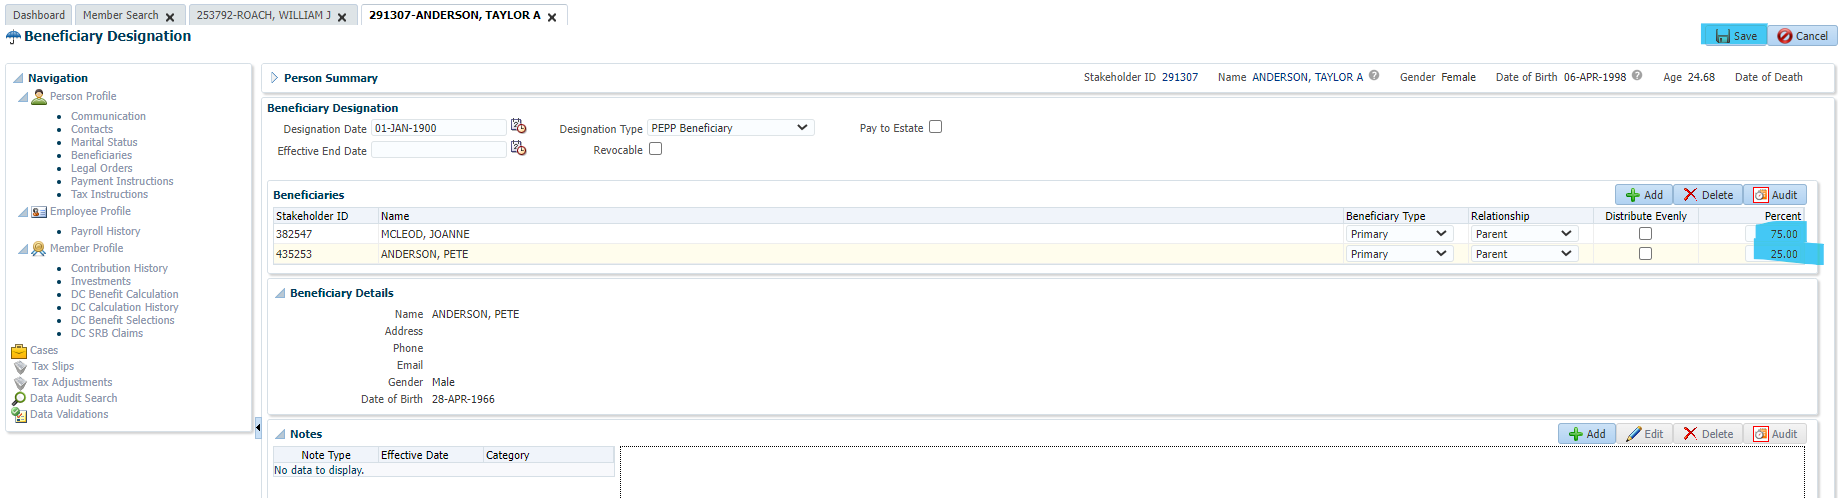 Dashboard Member Search 253792-ROACH, WILLIAM J 291307-ANDERSON, TAYLOR A
Beneficiary Designation Save Cancel
Navigation
Person Profile
Communication
Contacts
Marital Status
Beneficiaries
Legal Orders
Payment Instructions
Tax Instructions
Employee Profile
Payroll History
Member Profile
Contribution History
Investments
DC Benefit Calculation
DC Calculation History
DC Benefit Selections
DC SRB Claims
Cases
Tax Slips
Tax Adjustments
Data Audit Search
Data Validations
Person Summary Stakeholder ID 291307 Name ANDERSON, TAYLOR A Gender Female Date of Birth 06-APR-1998 Age 24.68 Date of Death
Beneficiary Designation
Designation Date 01-JAN-1900 Designation Type PEPP Beneficiary Pay to Estate
Effective End Date Revocable
Beneficiaries Add Delete Audit
Stakeholder ID Name Beneficiary Type Relationship Distribute Evenly Percent
382547 MCLEOD, JOANNE Primary Parent 75.00
435253 ANDERSON, PETE Primary Parent 25.00
Beneficiary Details
Name ANDERSON, PETE
Address
Phone
Email
Gender Male
Date of Birth 28-APR-1966
Notes Add Edit Delete Audit
Note Type Effective Date Category
No data to display.